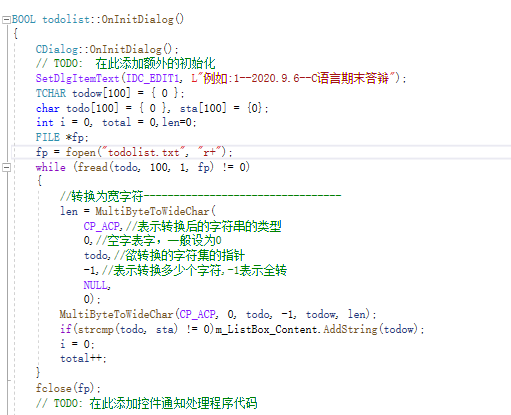 BOOL todolist::OnInitDialog()
{
CDialog::OnInitDialog();
// TODO:  在此添加额外的初始化
SetDlgItemText(IDC_EDIT1, L"例如:1--2020.9.6--C语言期末答辩");
TCHAR todow[100] = { 0 };
char todo[100] = { 0 }, sta[100] = {0};
int i = 0, total = 0,len=0;
FILE *fp;
fp = fopen("todolist.txt", "r+");
while (fread(todo, 100, 1, fp) != 0)
{
//转换为宽字符---------------------------------
len = MultiByteToWideChar(
CP_ACP,//表示转换后的字符串的类型
0,//空字表字，一般设为0
todo,//欲转换的字符集的指针
-1,//表示转换多少个字符,-1表示全转
NULL,
0);
MultiByteToWideChar(CP_ACP, 0, todo, -1, todow, len);
if(strcmp(todo, sta) != 0)m_ListBox_Content.AddString(todow);
i = 0;
total++;
}
fclose(fp);
// TODO: 在此添加控件通知处理程序代码